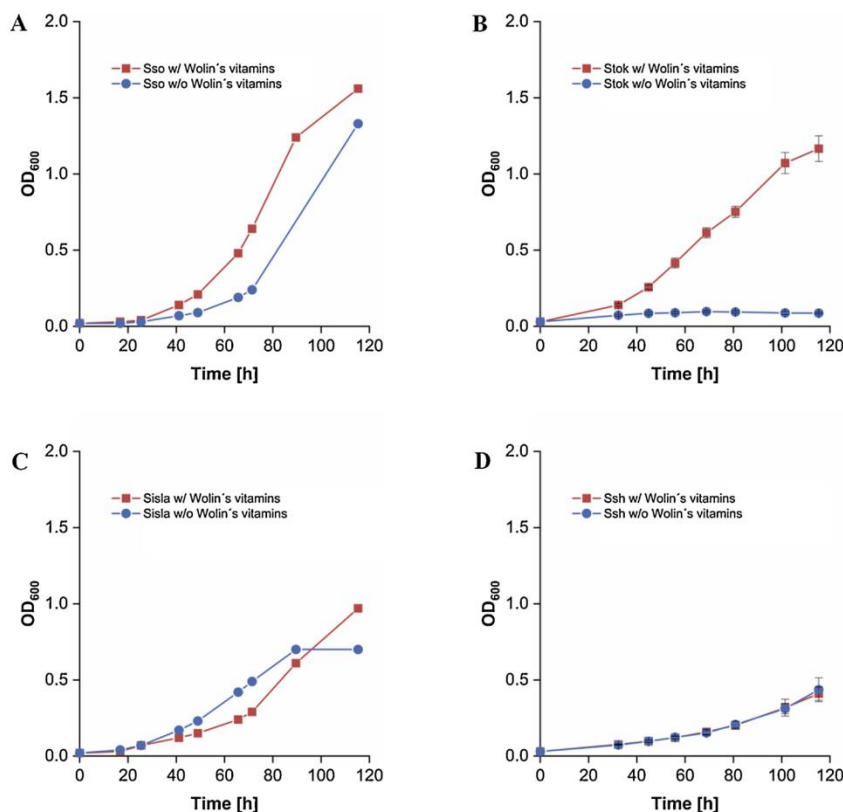 A
Sso w/ Wolin´s vitamins
Sso w/o Wolin´s vitamins
OD600
2.0
1.5
1.0
0.5
0.0
0 20 40 60 80 100 120
Time [h]
B
Stok w/ Wolin´s vitamins
Stok w/o Wolin´s vitamins
OD600
2.0
1.5
1.0
0.5
0.0
0 20 40 60 80 100 120
Time [h]
C
Sisla w/ Wolin´s vitamins
Sisla w/o Wolin´s vitamins
OD600
2.0
1.5
1.0
0.5
0.0
0 20 40 60 80 100 120
Time [h]
D
Ssh w/ Wolin´s vitamins
Ssh w/o Wolin´s vitamins
OD600
2.0
1.5
1.0
0.5
0.0
0 20 40 60 80 100 120
Time [h]